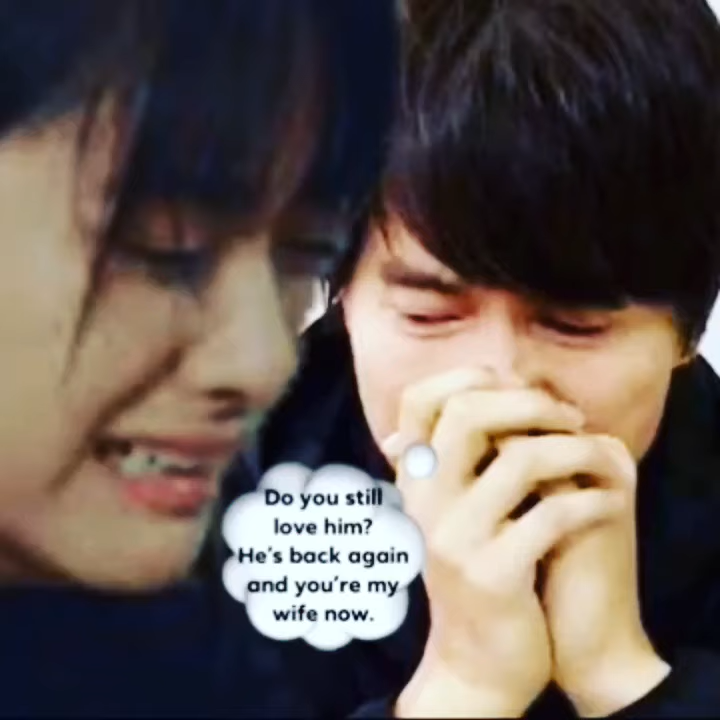 Do you still
love him?
He's back again
and you're my
wife now.